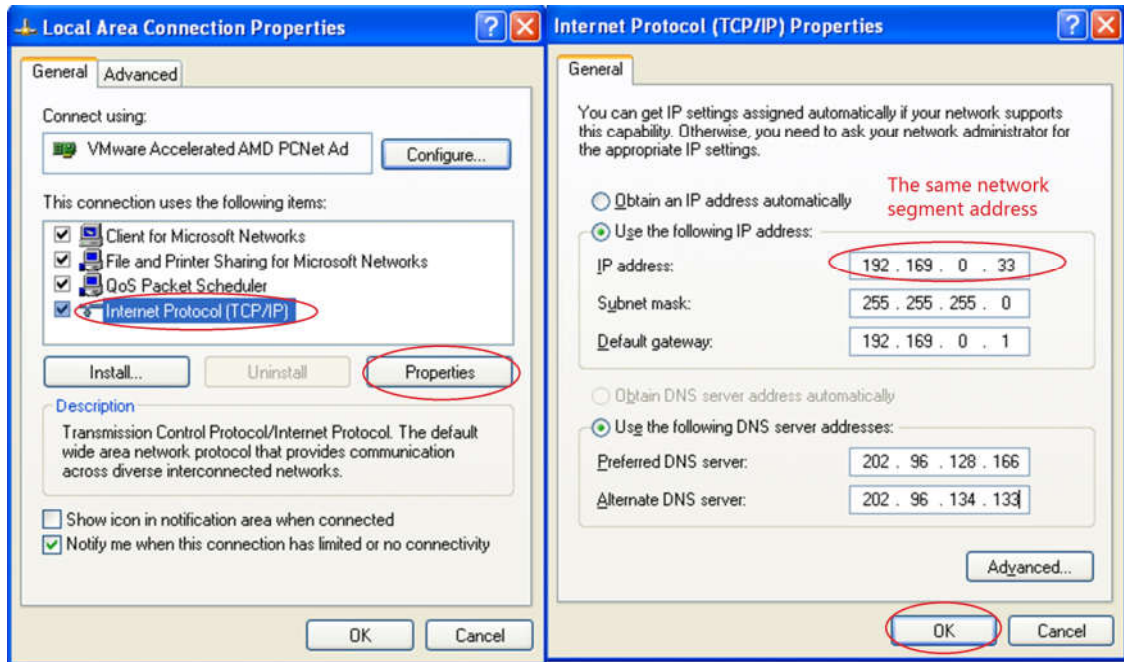 Local Area Connection Properties
General
Advanced
Connect using:
VMware Accelerated AMD PCNet Ad
Configure...
This connection uses the following items:
Client for Microsoft Networks
File and Printer Sharing for Microsoft Networks
QoS Packet Scheduler
Internet Protocol (TCP/IP)
Install...
Uninstall
Properties
Description
Transmission Control Protocol/Internet Protocol. The default
wide area network protocol that provides communication
across diverse interconnected networks.
Show icon in notification area when connected
Notify me when this connection has limited or no connectivity
OK
Cancel
Internet Protocol (TCP/IP) Properties
General
You can get IP settings assigned automatically if your network supports
this capability. Otherwise, you need to ask your network administrator for
the appropriate IP settings.
The same network
segment address
Obtain an IP address automatically
Use the following IP address:
IP address:
192 . 169 . 0 . 33
Subnet mask:
255 . 255 . 255 . 0
Default gateway:
192 . 169 . 0 . 1
Obtain DNS server address automatically
Use the following DNS server addresses:
Preferred DNS server:
202 . 96 . 128 . 166
Alternate DNS server:
202 . 96 . 134 . 133
Advanced...
OK
Cancel